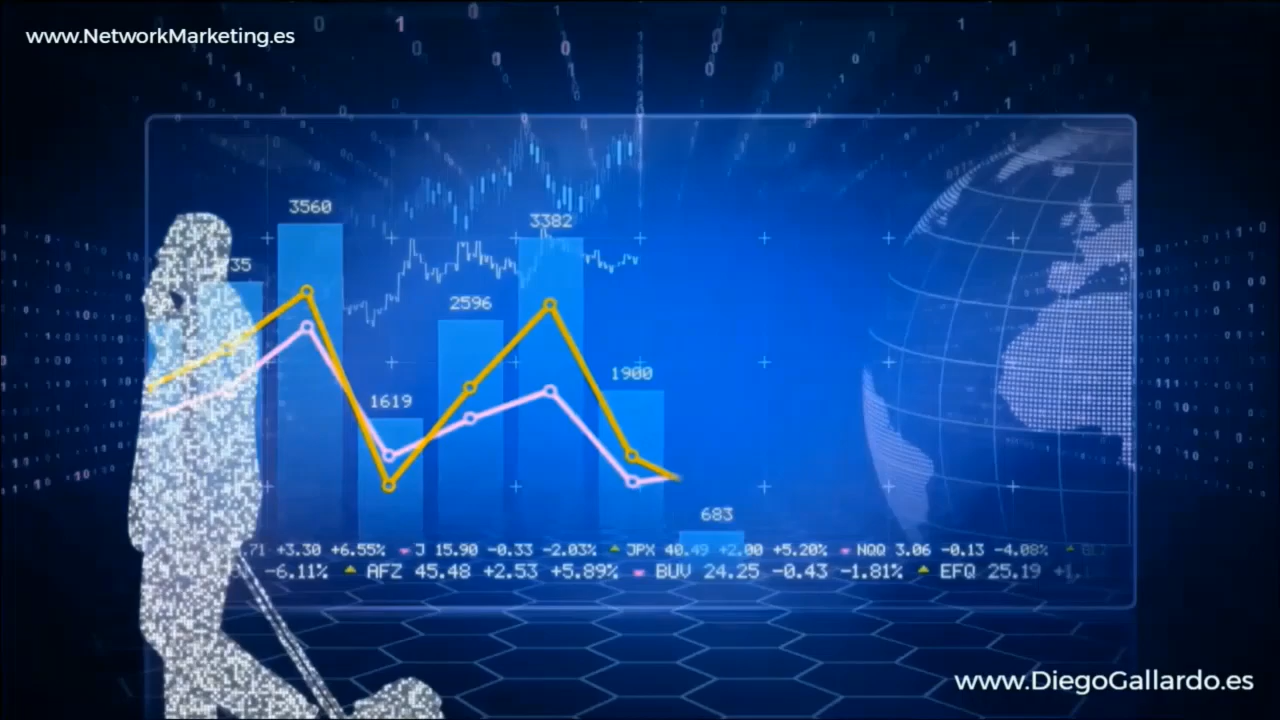 www.NetworkMarketing.es
3560
3382
35
2596
1900
1619
683
.71 +3.30 +6.55% J 15.90 -0.33 -2.03% JPX 40.49 +2.00 +5.20% NQQ 3.06 -0.13 -4.08%
-6.11% AFZ 45.48 +2.53 +5.89% BUV 24.25 -0.43 -1.81% EFQ 25.19
www.DiegoGallardo.es